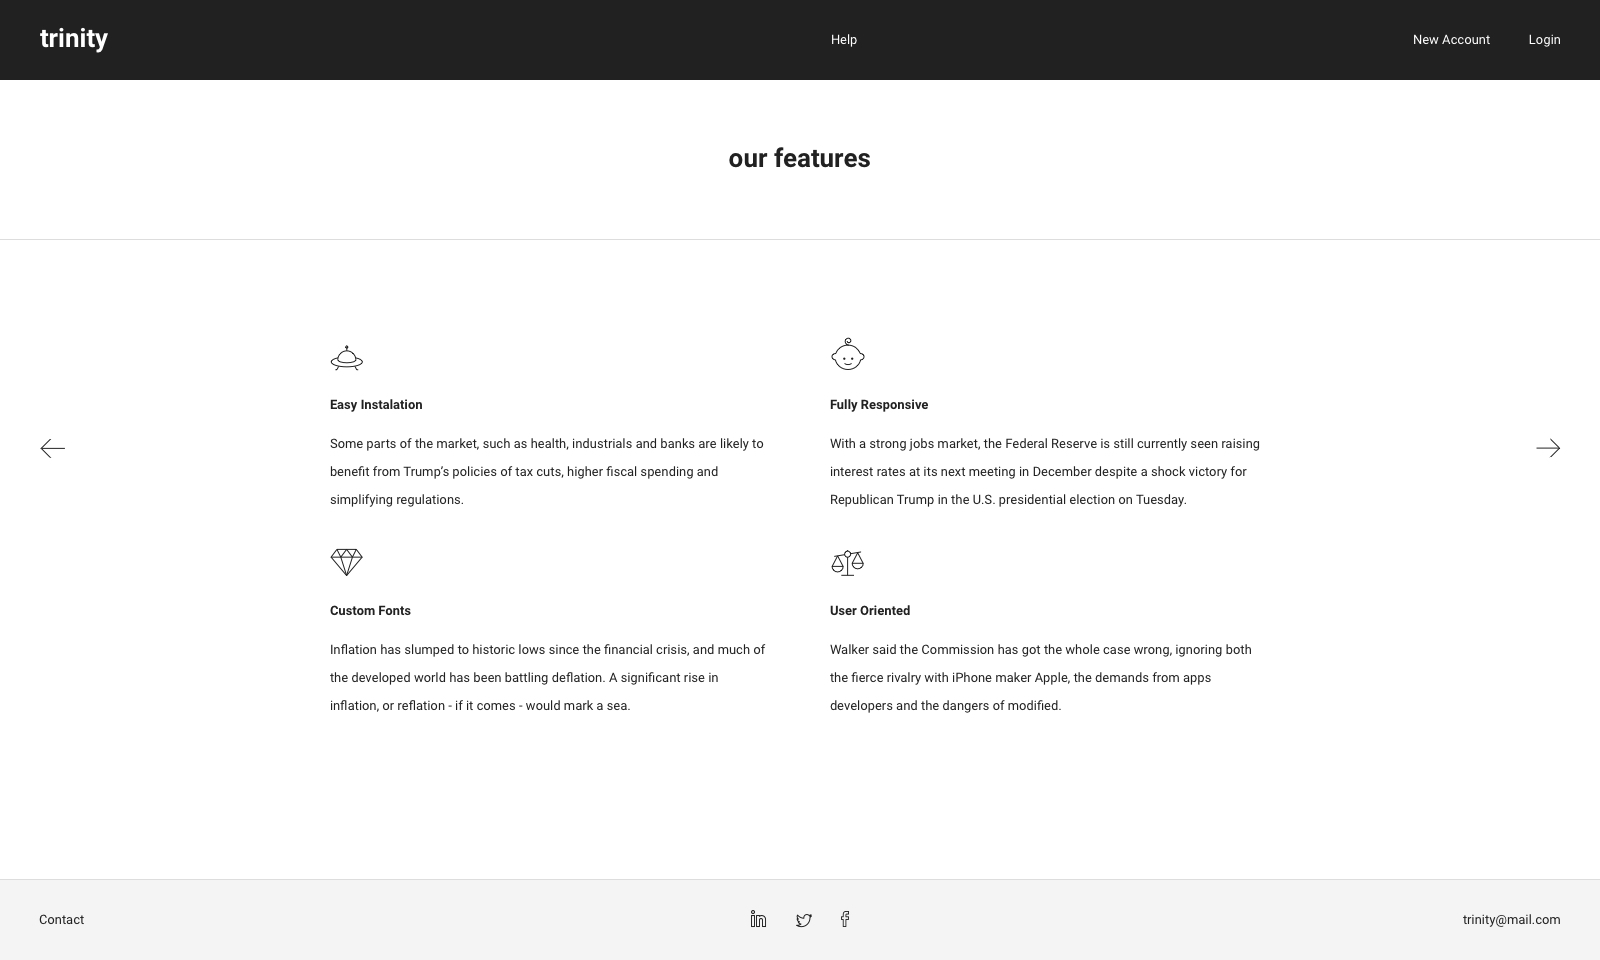 trinity
Help
New Account
Login
our features
Easy Instalation
Some parts of the market, such as health, industrials and banks are likely to
benefit from Trump’s policies of tax cuts, higher fiscal spending and
simplifying regulations.
Fully Responsive
With a strong jobs market, the Federal Reserve is still currently seen raising
interest rates at its next meeting in December despite a shock victory for
Republican Trump in the U.S. presidential election on Tuesday.
Custom Fonts
Inflation has slumped to historic lows since the financial crisis, and much of
the developed world has been battling deflation. A significant rise in
inflation, or reflation - if it comes - would mark a sea.
User Oriented
Walker said the Commission has got the whole case wrong, ignoring both
the fierce rivalry with iPhone maker Apple, the demands from apps
developers and the dangers of modified.
Contact
trinity@mail.com